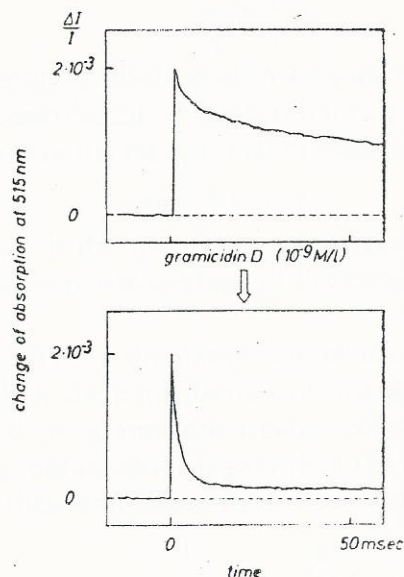 ΔI
I
2·10⁻³
0
gramicidin D (10⁻⁹M/l)
change of absorption at 515 nm
2·10⁻³
0
0
50 msec
time